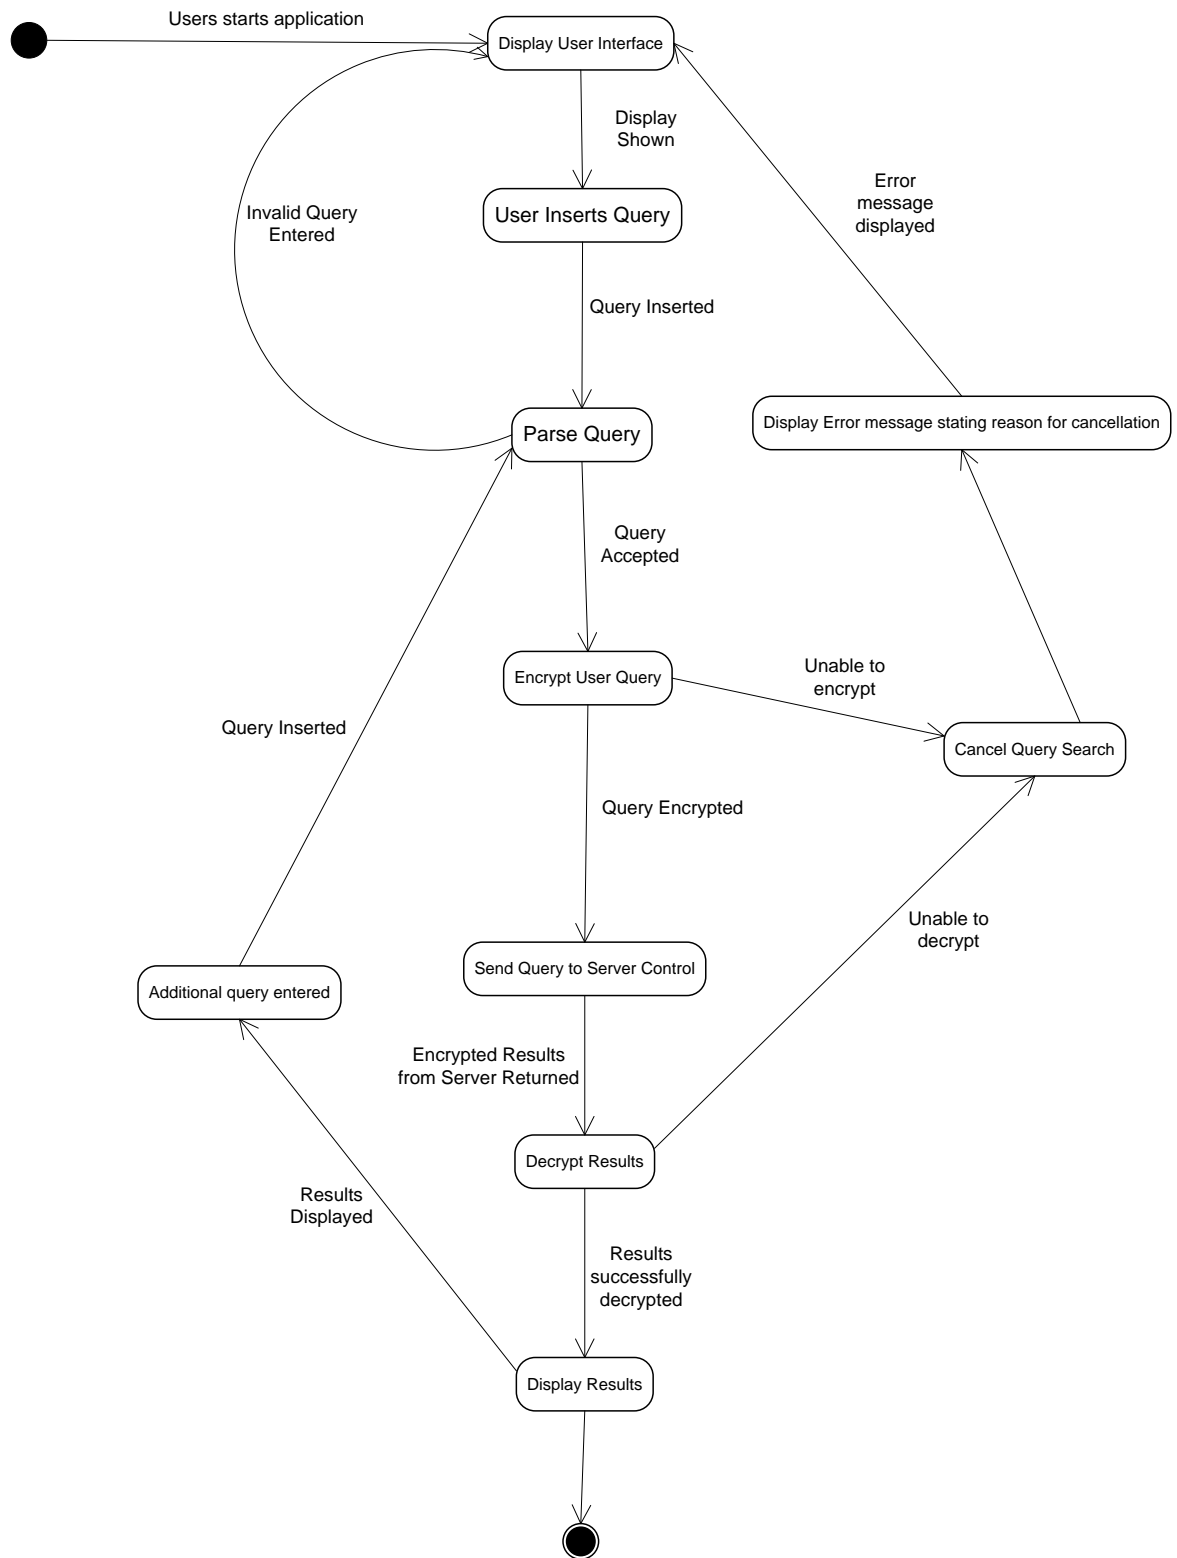 Users starts application
Display User Interface
Display
Shown
Error
message
displayed
User Inserts Query
Invalid Query
Entered
Query Inserted
Display Error message stating reason for cancellation
Parse Query
Query
Accepted
Unable to
encrypt
Encrypt User Query
Query Inserted
Cancel Query Search
Query Encrypted
Unable to
decrypt
Send Query to Server Control
Additional query entered
Encrypted Results
from Server Returned
Decrypt Results
Results
Displayed
Results
successfully
decrypted
Display Results